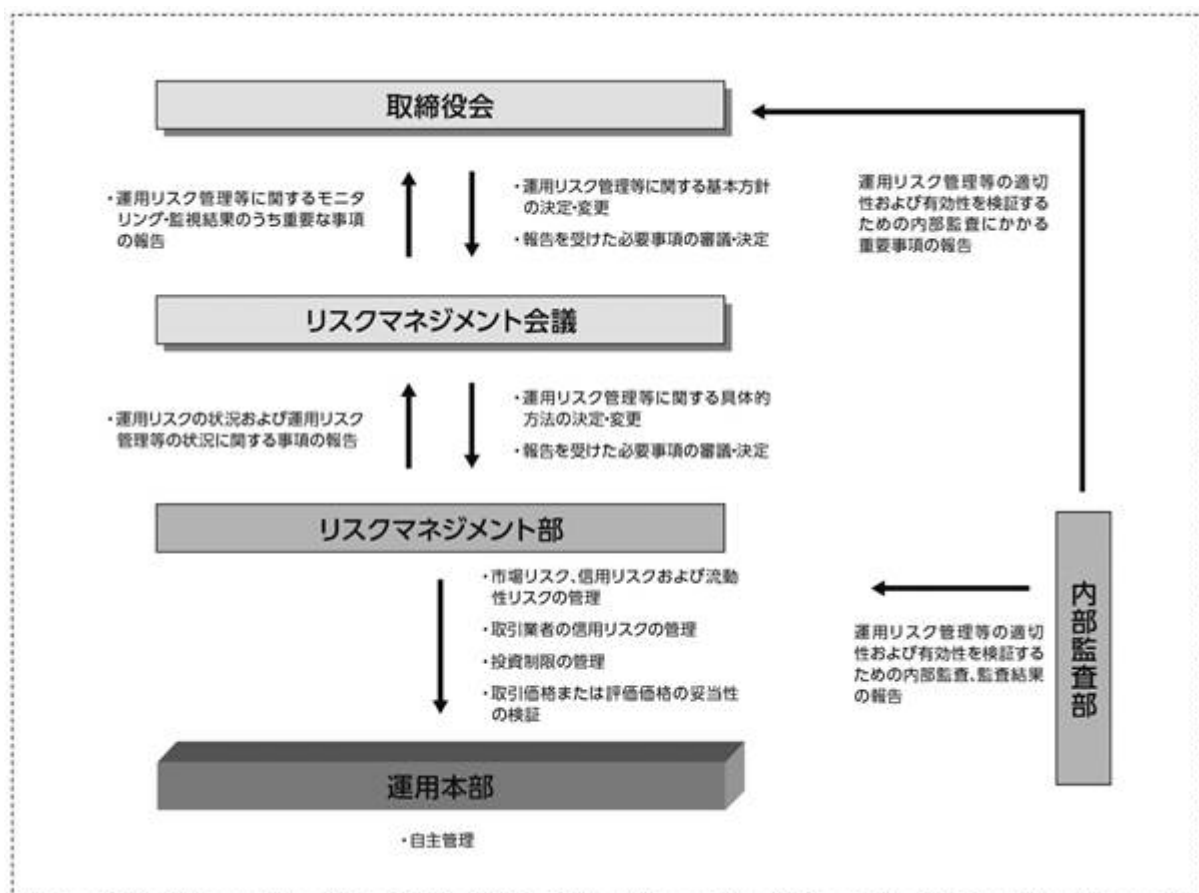 取締役会
・運用リスク管理等に関するモニタ
リング・監視結果のうち重要な事項
の報告
・運用リスク管理等に関する基本方針
の決定・変更
・報告を受けた必要事項の審議・決定
運用リスク管理等の適切
性および有効性を検証する
ための内部監査にかかる
重要事項の報告
リスクマネジメント会議
・運用リスクの状況および運用リスク
管理等の状況に関する事項の報告
・運用リスク管理等に関する具体的
方法の決定・変更
・報告を受けた必要事項の審議・決定
リスクマネジメント部
・市場リスク、信用リスクおよび流動
性リスクの管理
・取引業者の信用リスクの管理
・投資制限の管理
・取引価格または評価価格の妥当性
の検証
運用リスク管理等の適切
性および有効性を検証する
ための内部監査、監査結果
の報告
内部監査部
運用本部
・自主管理